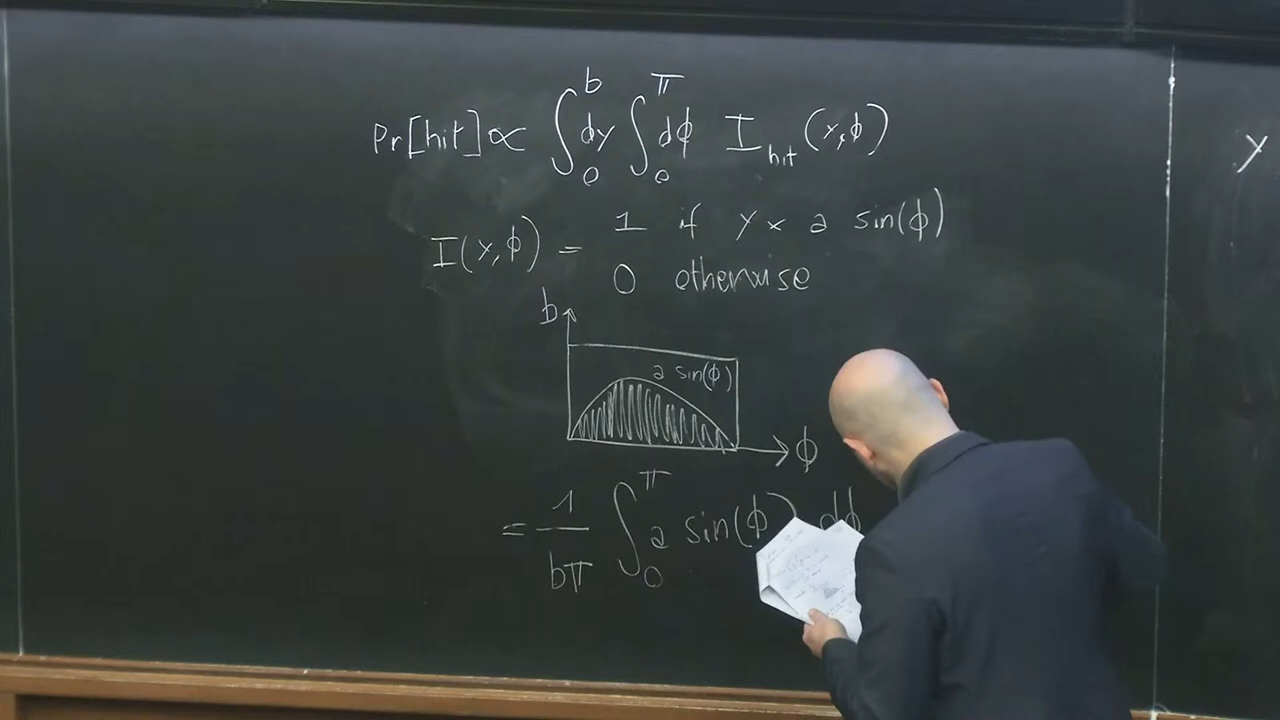 Pr[hit] ∝ ∫₀ᵇ dy ∫₀^π dϕ I_hit (y,ϕ)
y
I(y,ϕ) = 1 if y < a sin(ϕ)
0 otherwise
b
a sin(ϕ)
ϕ
= 1/bπ ∫₀^π a sin(ϕ) dϕ